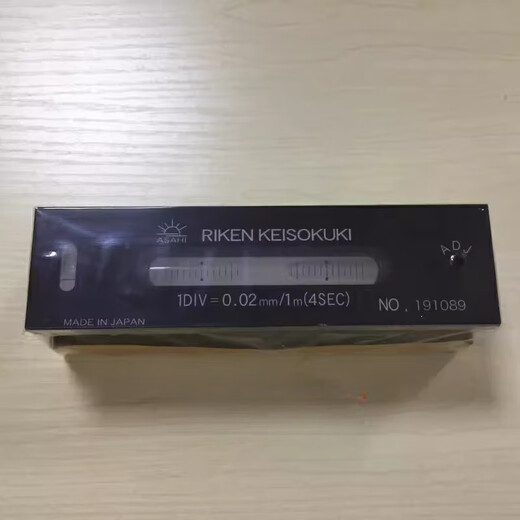 ASAHI
RIKEN KEISOKUKI
ADJ
1DIV = 0.02mm/1m(4SEC)
NO. 191089
MADE IN JAPAN